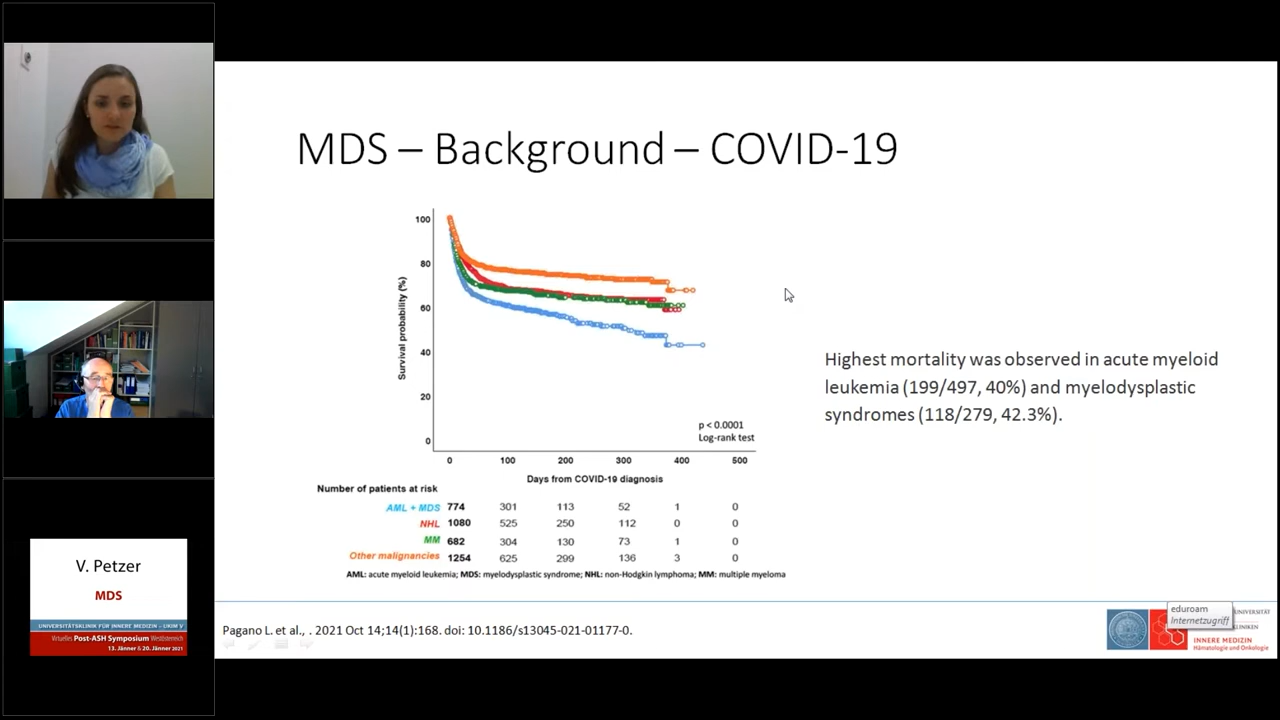 MDS – Background – COVID-19
100
80
60
40
20
0
Survival probability (%)
p < 0.0001
Log-rank test
0 100 200 300 400 500
Days from COVID-19 diagnosis
Number of patients at risk
AML + MDS 774 301 113 52 1 0
NHL 1080 525 250 112 0 0
MM 682 304 130 73 1 0
Other malignancies 1254 625 299 136 3 0
AML: acute myeloid leukemia; MDS: myelodysplastic syndrome; NHL: non-Hodgkin lymphoma; MM: multiple myeloma
Highest mortality was observed in acute myeloid
leukemia (199/497, 40%) and myelodysplastic
syndromes (118/279, 42.3%).
Pagano L. et al., . 2021 Oct 14;14(1):168. doi: 10.1186/s13045-021-01177-0.
eduroam
Internetzugriff
UNIVERSITÄT
KLINIKEN
INNERE MEDIZIN
Hämatologie und Onkologie
V. Petzer
MDS
UNIVERSITÄTSKLINIK FÜR INNERE MEDIZIN – UKIM V
Virtuelles Post-ASH Symposium Westösterreich
13. Jänner & 20. Jänner 2021